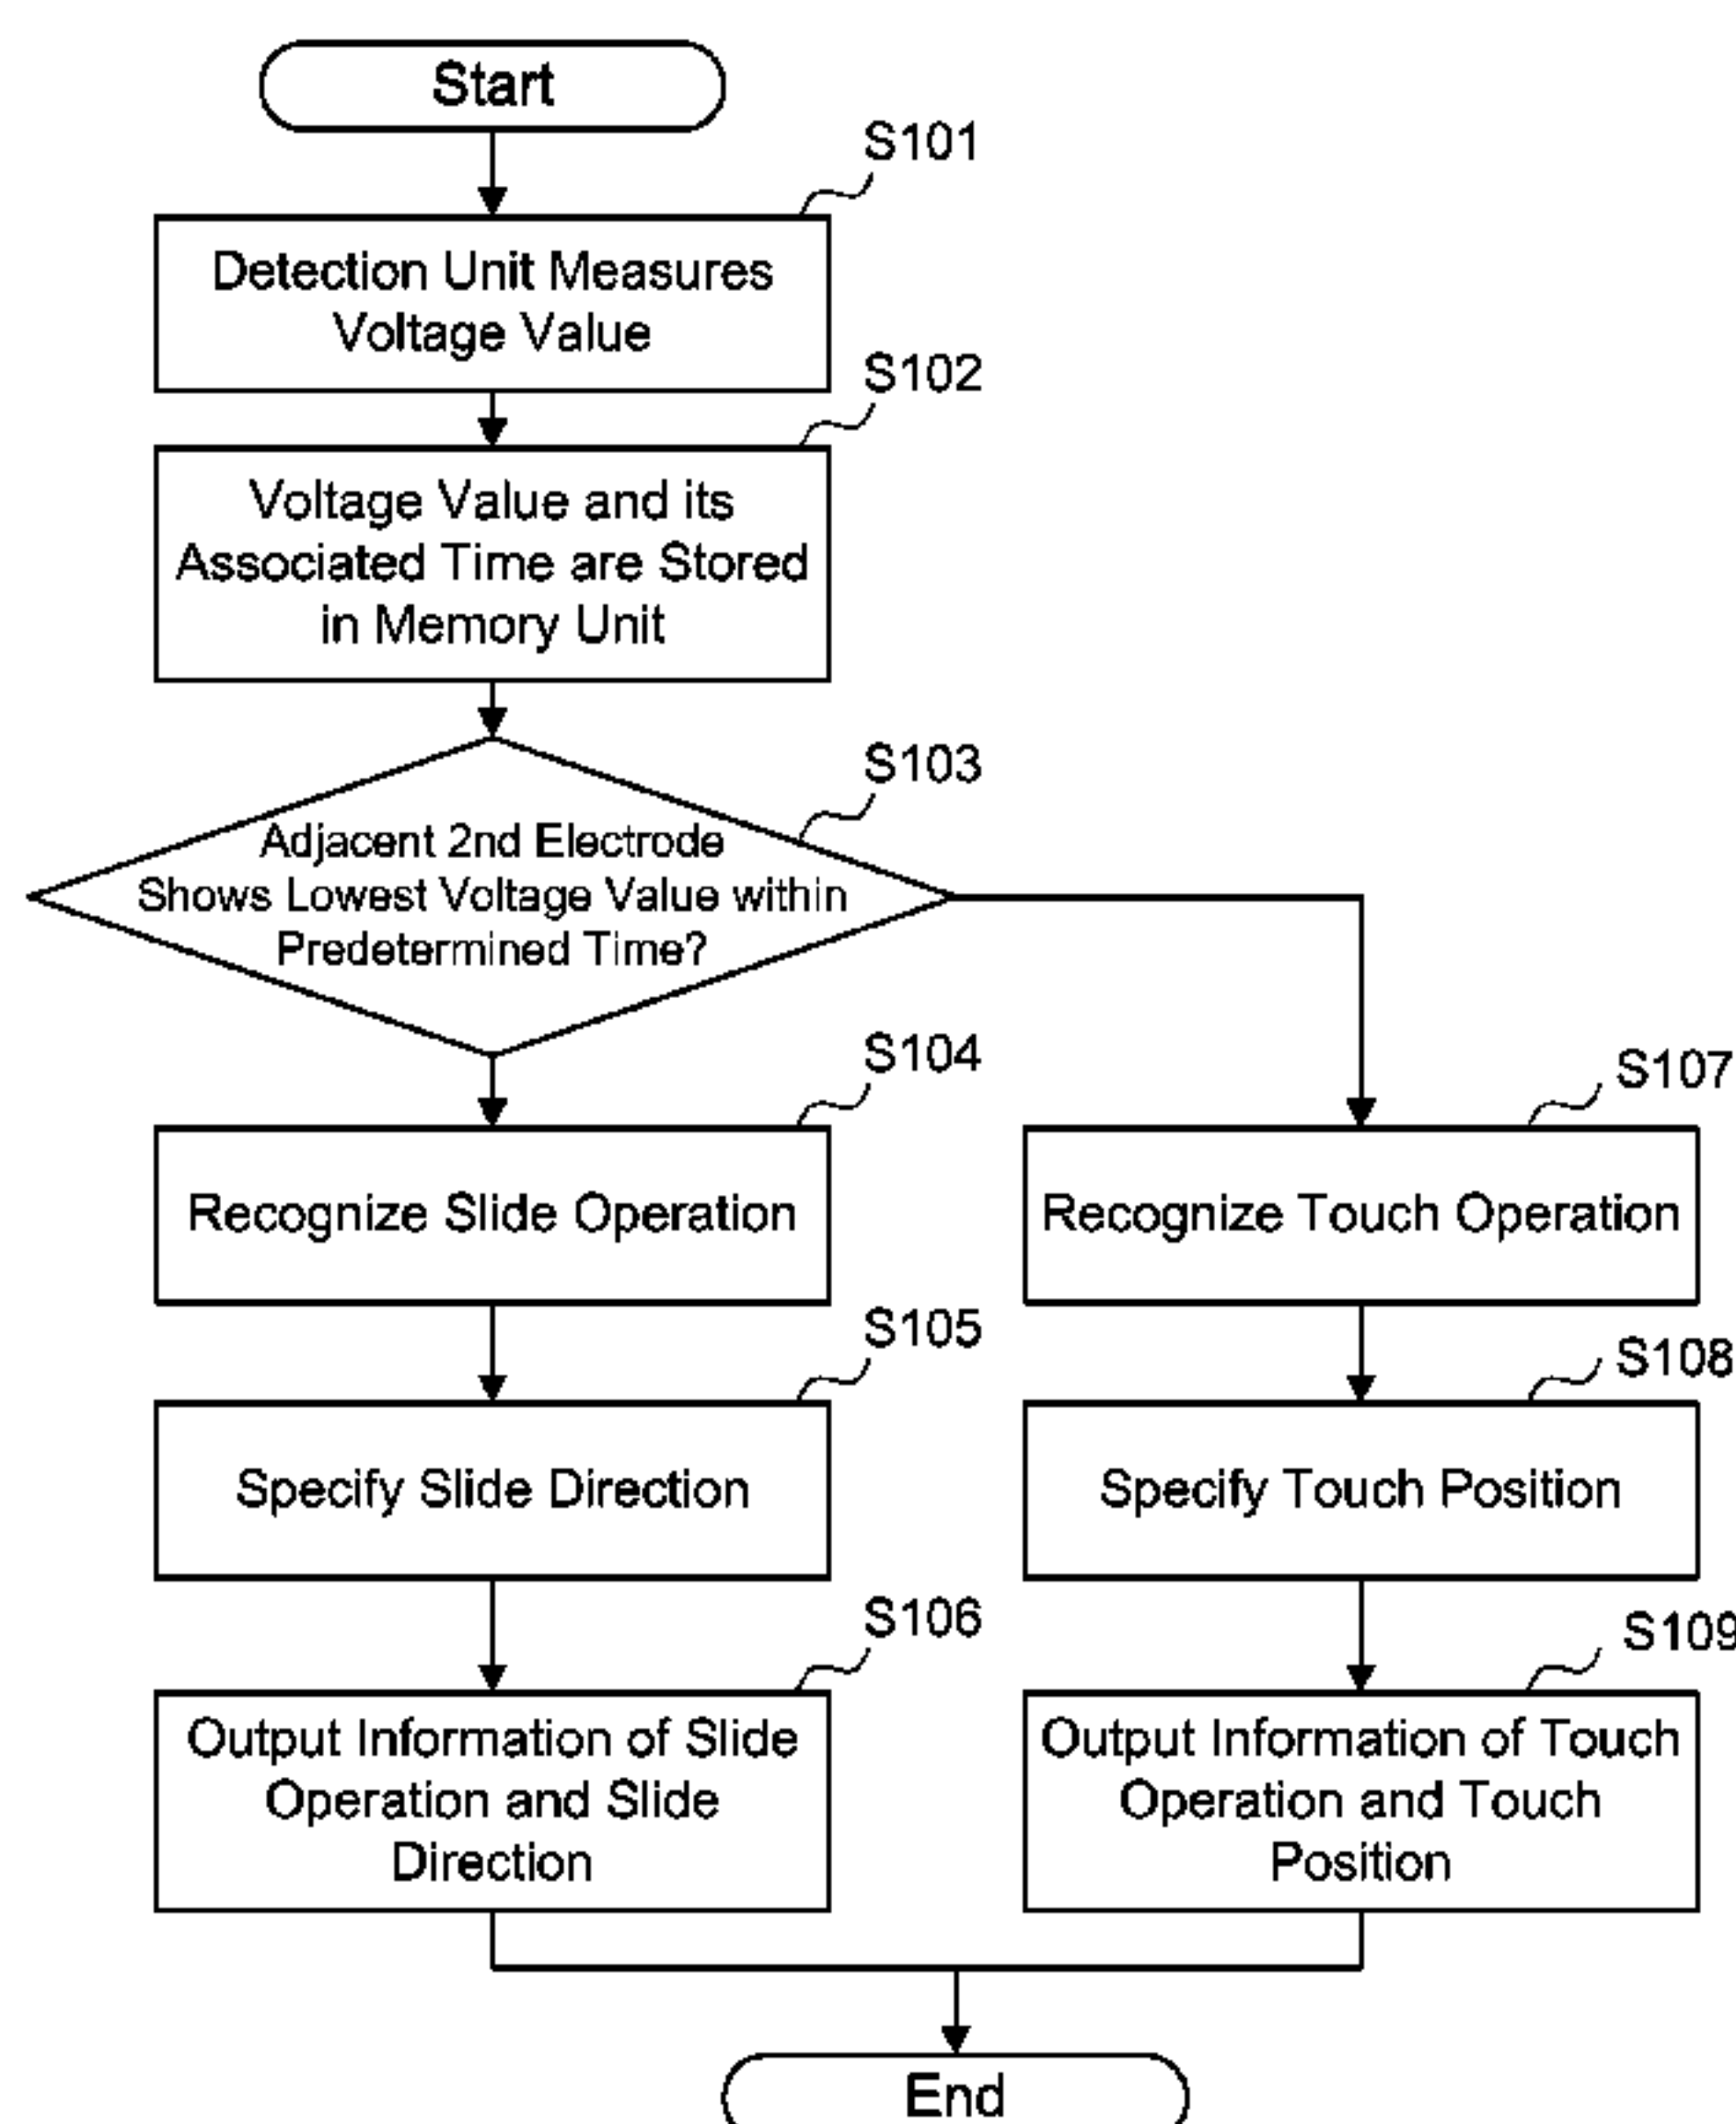 Start
S101
Detection Unit Measures
Voltage Value
S102
Voltage Value and its
Associated Time are Stored
in Memory Unit
S103
Adjacent 2nd Electrode
Shows Lowest Voltage Value within
Predetermined Time?
S104
Recognize Slide Operation
S105
Specify Slide Direction
S106
Output Information of Slide
Operation and Slide
Direction
S107
Recognize Touch Operation
S108
Specify Touch Position
S109
Output Information of Touch
Operation and Touch
Position
End